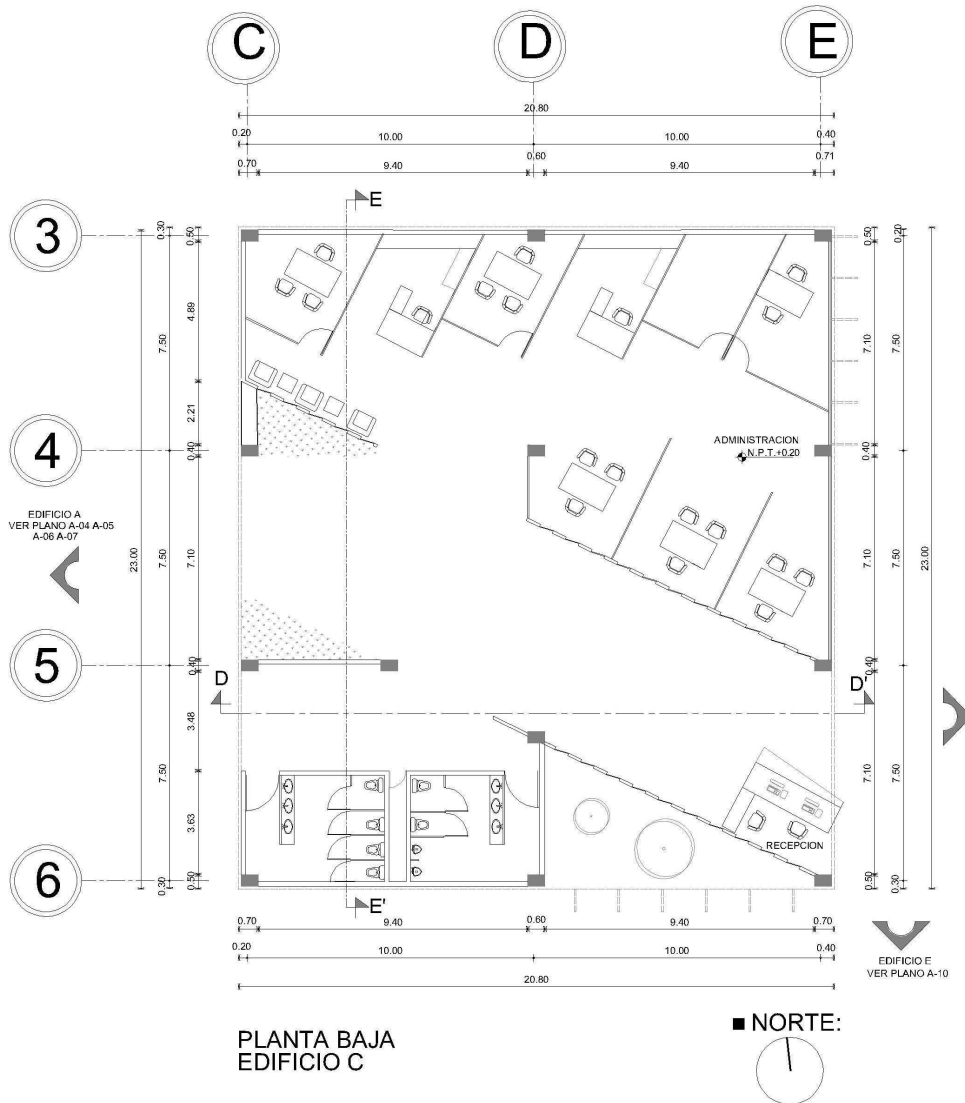 C
D
E
20.80
0.20
10.00
10.00
0.40
0.70
9.40
0.60
9.40
0.71
E
3
4
5
6
0.30
0.50
4.89
7.50
2.21
0.40
EDIFICIO A
VER PLANO A-04 A-05
A-06 A-07
23.00
7.50
7.10
0.40
3.48
7.50
3.63
0.50
0.30
ADMINISTRACION
N.P.T.+0.20
D
D'
RECEPCION
E'
0.50
0.20
7.10
7.50
0.40
7.10
7.50
23.00
0.40
7.10
7.50
0.50
0.30
0.70
9.40
0.60
9.40
0.70
0.20
10.00
10.00
0.40
20.80
EDIFICIO E
VER PLANO A-10
PLANTA BAJA
EDIFICIO C
NORTE: